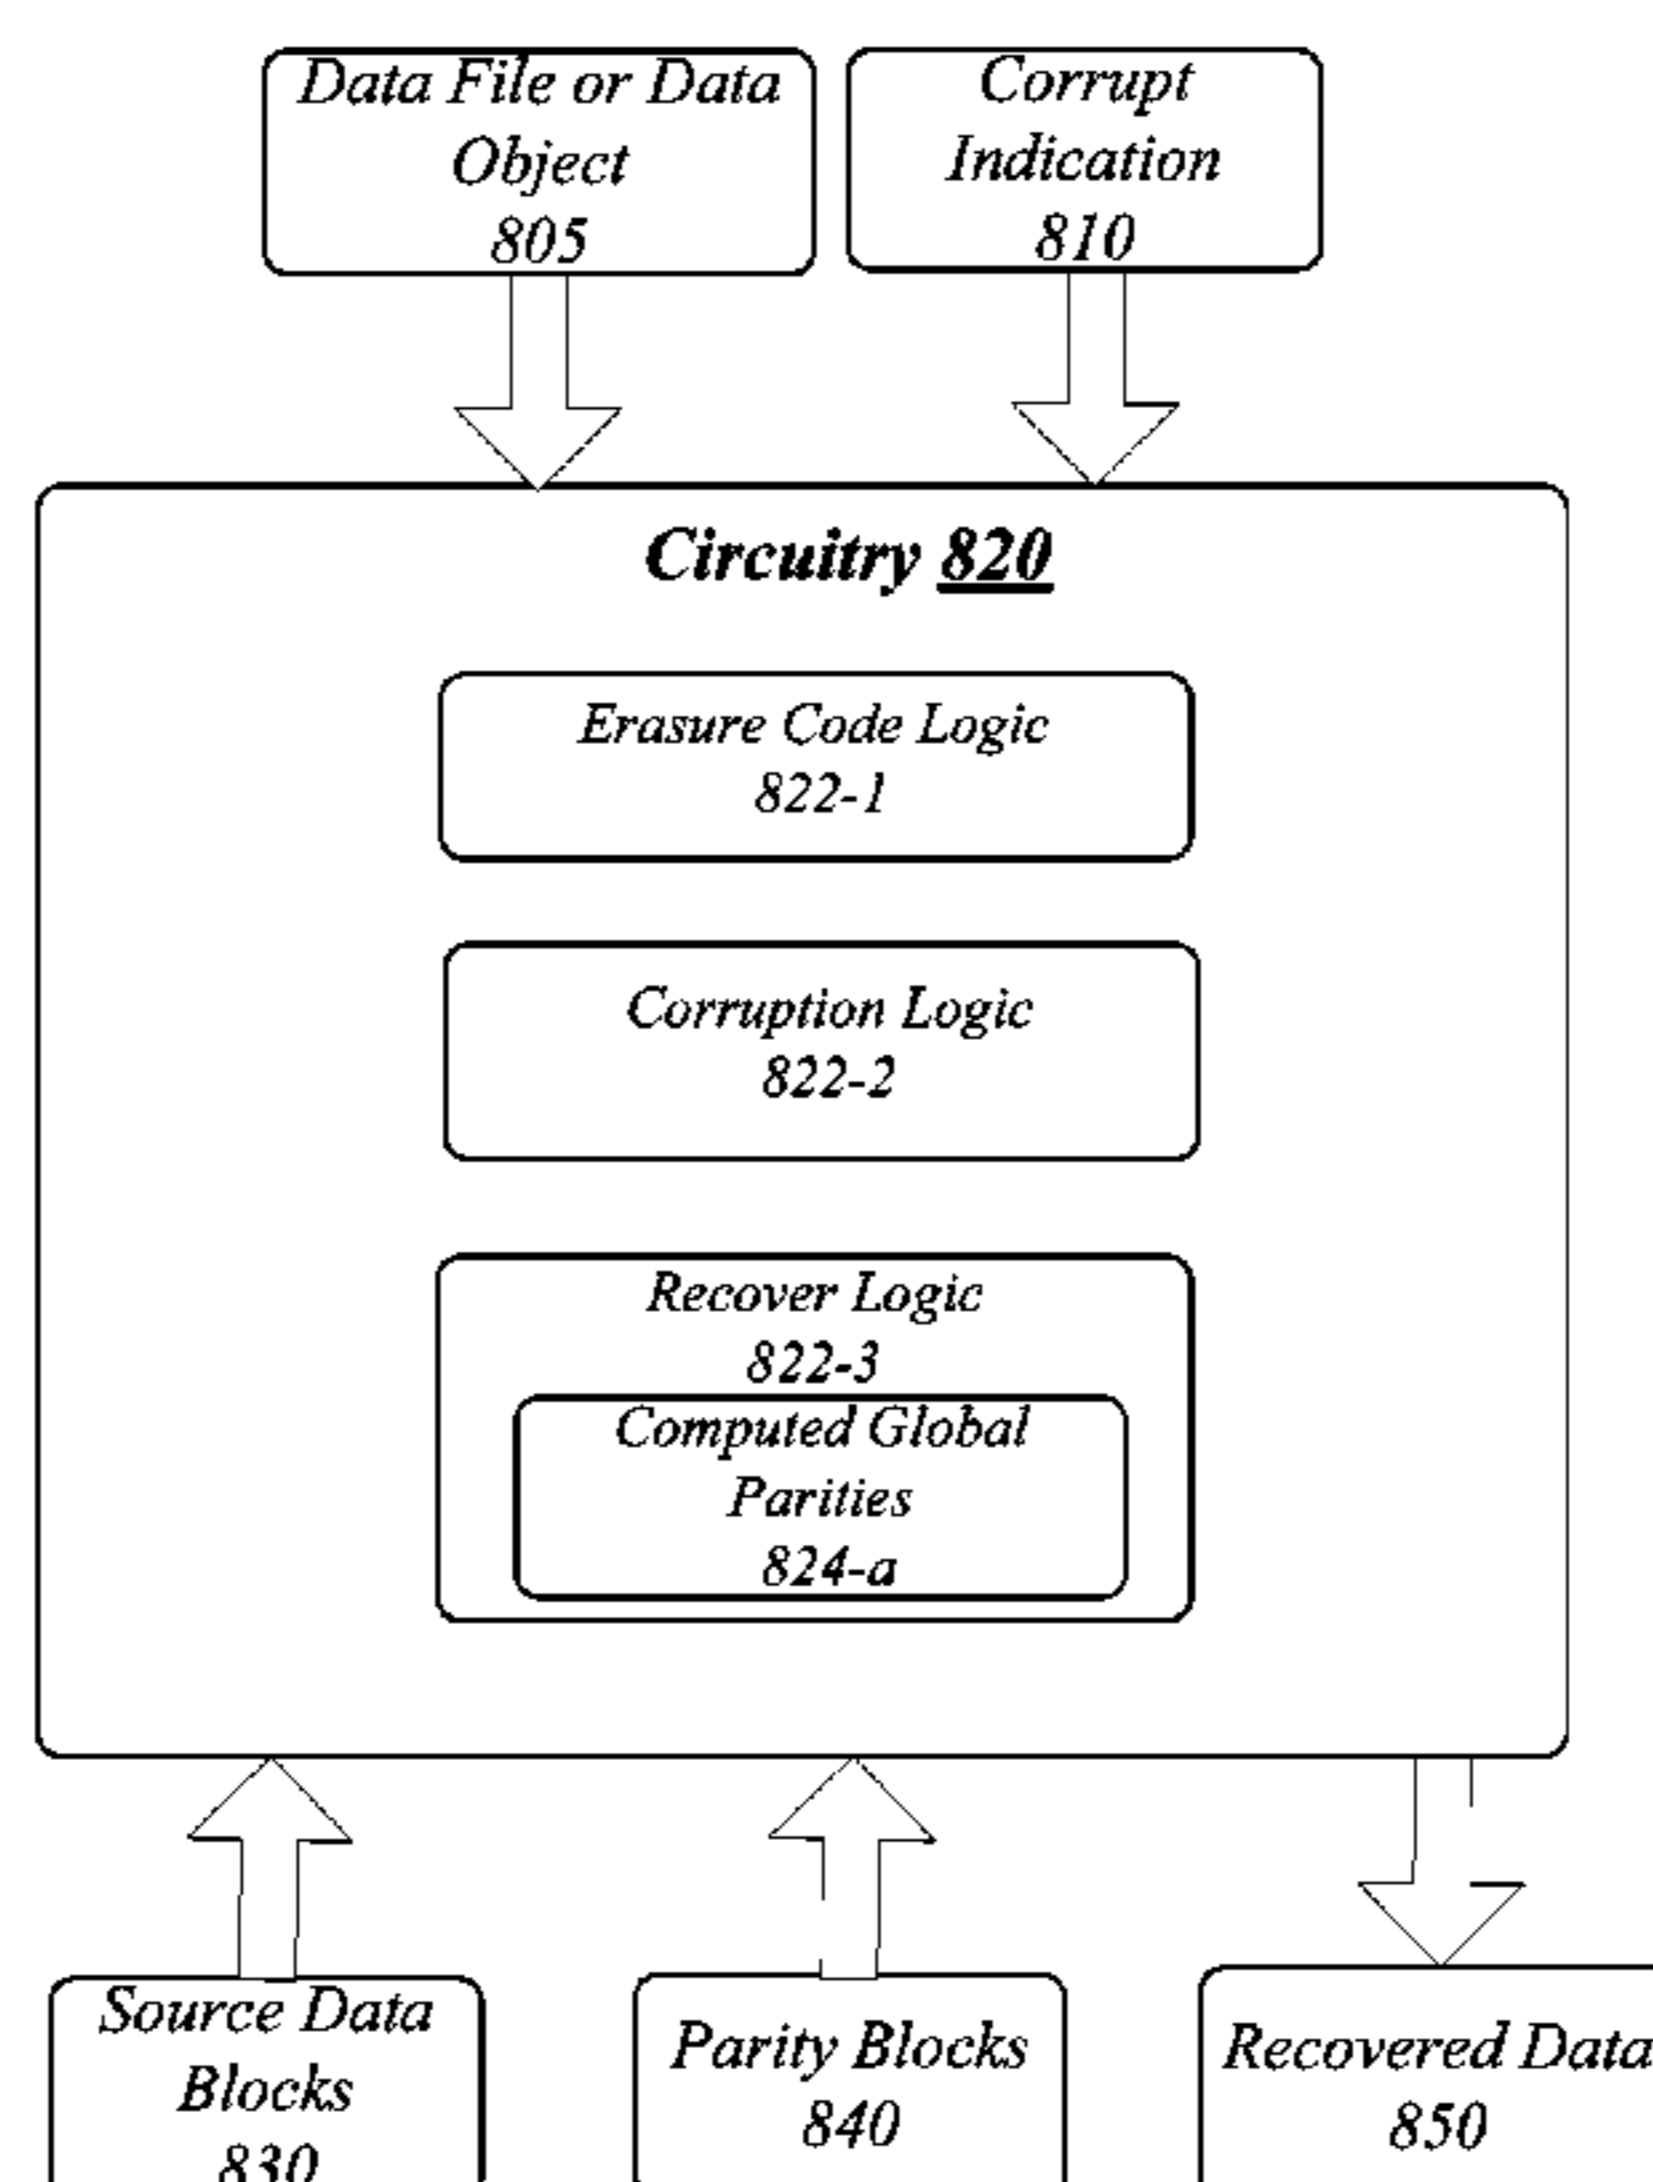 Data File or Data
Object
805
Corrupt
Indication
810
Circuitry 820
Erasure Code Logic
822-1
Corruption Logic
822-2
Recover Logic
822-3
Computed Global
Parities
824-a
Source Data
Blocks
830
Parity Blocks
840
Recovered Data
850